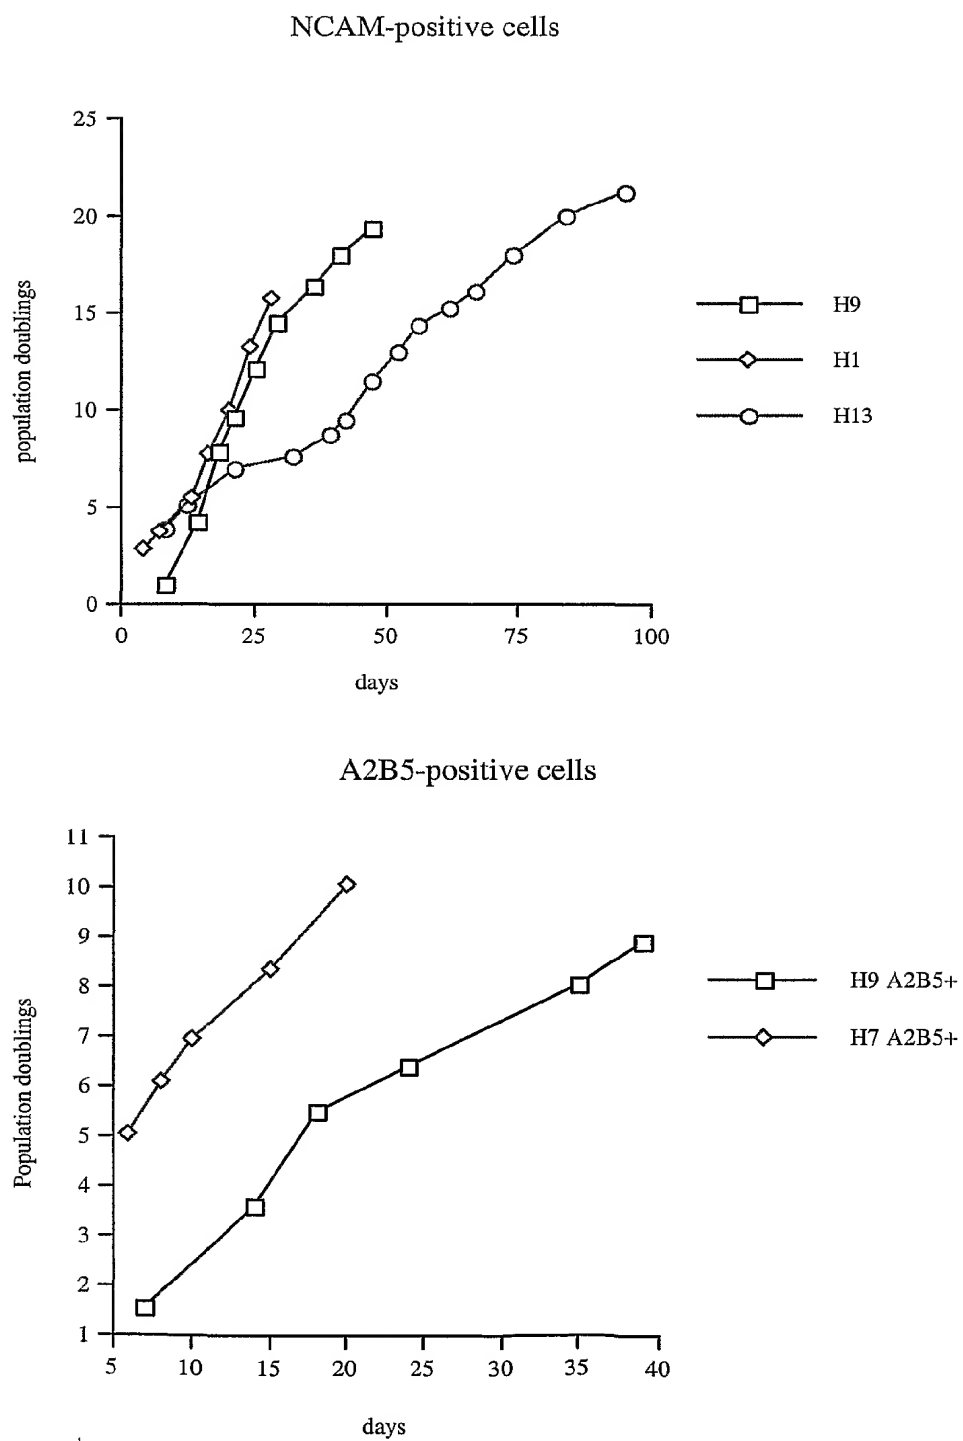 NCAM-positive cells
25
20
15
10
5
0
population doublings
0 25 50 75 100
days
H9
H1
H13
A2B5-positive cells
11
10
9
8
7
6
5
4
3
2
1
Population doublings
5 10 15 20 25 30 35 40
days
H9 A2B5+
H7 A2B5+